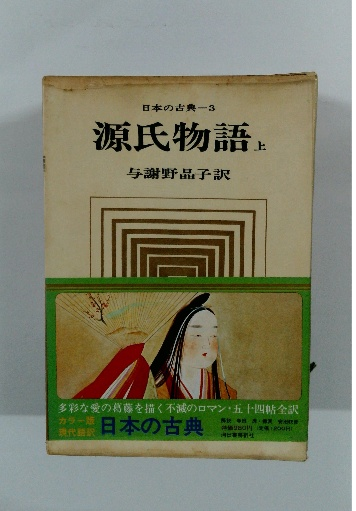 日本の古典—3
源氏物語 上
与謝野晶子訳
多彩な愛の葛藤を描く不滅のロマン・五十四帖全訳
カラー版
現代語訳
日本の古典
河出書房新社